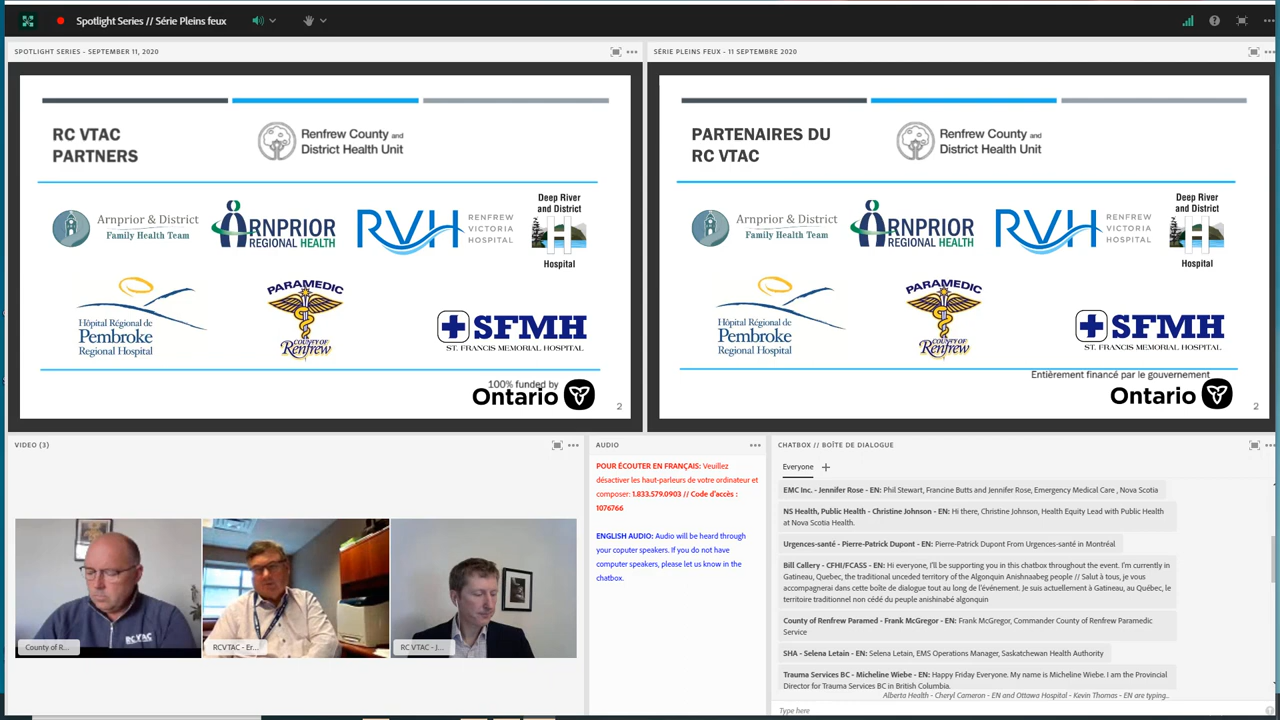 Spotlight Series // Série Pleins feux
SPOTLIGHT SERIES - SEPTEMBER 11, 2020
RC VTAC
PARTNERS
Renfrew County and
District Health Unit
Arnprior & District
Family Health Team
ARNPRIOR
REGIONAL HEALTH
RVH
RENFREW
VICTORIA
HOSPITAL
Deep River
and District
H
Hospital
Hôpital Régional de
Pembroke
Regional Hospital
PARAMEDIC
COUNTY OF
Renfrew
SFMH
ST. FRANCIS MEMORIAL HOSPITAL
100% funded by
Ontario
2
SÉRIE PLEINS FEUX - 11 SEPTEMBRE 2020
PARTENAIRES DU
RC VTAC
Renfrew County and
District Health Unit
Arnprior & District
Family Health Team
ARNPRIOR
REGIONAL HEALTH
RVH
RENFREW
VICTORIA
HOSPITAL
Deep River
and District
H
Hospital
Hôpital Régional de
Pembroke
Regional Hospital
PARAMEDIC
COUNTY OF
Renfrew
SFMH
ST. FRANCIS MEMORIAL HOSPITAL
Entièrement financé par le gouvernement
Ontario
2
VIDEO (3)
RCVTAC
County of R...
RCVTAC - Er...
RC VTAC - J...
AUDIO
POUR ÉCOUTER EN FRANÇAIS: Veuillez
désactiver les haut-parleurs de votre ordinateur et
composer: 1.833.579.0903 // Code d'accès :
1076766
ENGLISH AUDIO: Audio will be heard through
your coputer speakers. If you do not have
computer speakers, please let us know in the
chatbox.
CHATBOX // BOÎTE DE DIALOGUE
Everyone +
EMC Inc. - Jennifer Rose - EN: Phil Stewart, Francine Butts and Jennifer Rose, Emergency Medical Care , Nova Scotia
NS Health, Public Health - Christine Johnson - EN: Hi there, Christine Johnson, Health Equity Lead with Public Health
at Nova Scotia Health.
Urgences-santé - Pierre-Patrick Dupont - EN: Pierre-Patrick Dupont From Urgences-santé in Montréal
Bill Callery - CFHI/FCASS - EN: Hi everyone, I'll be supporting you in this chatbox throughout the event. I'm currently in
Gatineau, Quebec, the traditional unceded territory of the Algonquin Anishnaabeg people // Salut à tous, je vous
accompagnerai dans cette boîte de dialogue tout au long de l'événement. Je suis actuellement à Gatineau, au Québec, le
territoire traditionnel non cédé du peuple anishinabé algonquin
County of Renfrew Paramed - Frank McGregor - EN: Frank McGregor, Commander County of Renfrew Paramedic
Service
SHA - Selena Letain - EN: Selena Letain, EMS Operations Manager, Saskatchewan Health Authority
Trauma Services BC - Micheline Wiebe - EN: Happy Friday Everyone. My name is Micheline Wiebe. I am the Provincial
Director for Trauma Services BC in British Columbia.
Alberta Health - Cheryl Cameron - EN and Ottawa Hospital - Kevin Thomas - EN are typing..
Type here